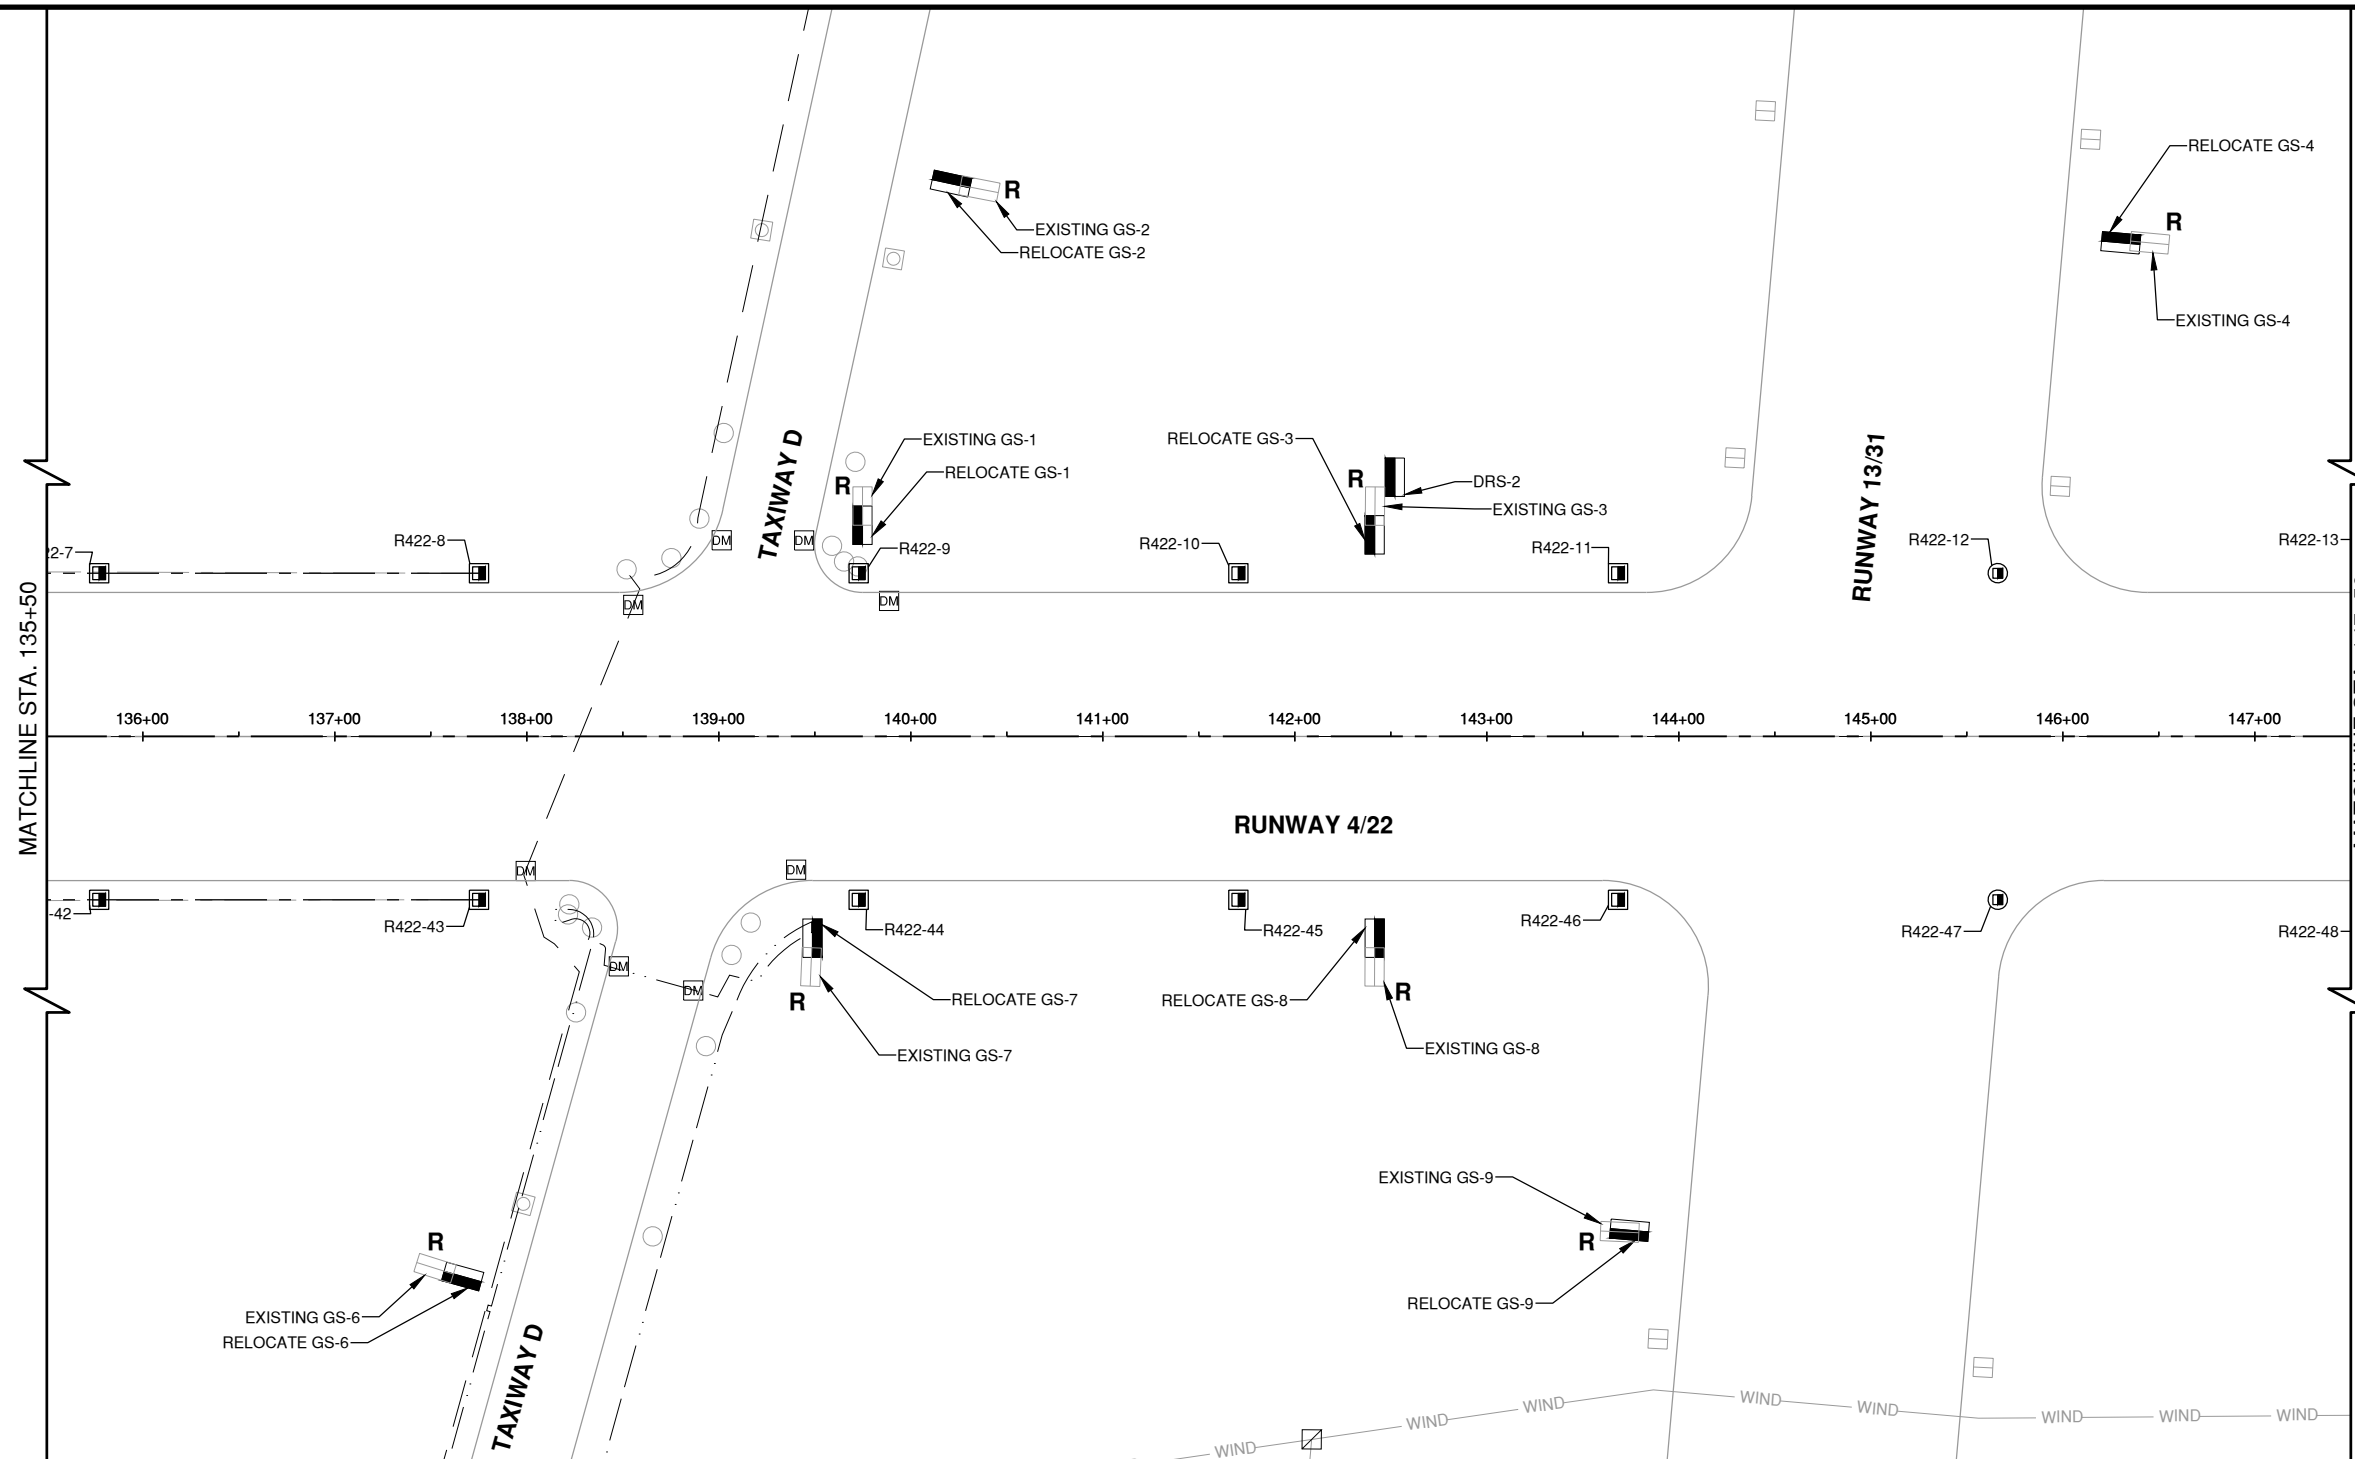 RELOCATE GS-4
R
EXISTING GS-2
RELOCATE GS-2
R
EXISTING GS-4
TAXIWAY D
EXISTING GS-1
RELOCATE GS-1
R
RELOCATE GS-3
R
DRS-2
EXISTING GS-3
RUNWAY 13/31
22-7
R422-8
DM
DM
R422-9
R422-10
R422-11
R422-12
R422-13
DM
DM
MATCHLINE STA. 135+50
136+00
137+00
138+00
139+00
140+00
141+00
142+00
143+00
144+00
145+00
146+00
147+00
RUNWAY 4/22
DM
DM
-42
R422-43
R422-44
R422-45
R422-46
R422-47
R422-48
DM
DM
R
RELOCATE GS-7
EXISTING GS-7
RELOCATE GS-8
R
EXISTING GS-8
EXISTING GS-9
R
RELOCATE GS-9
R
EXISTING GS-6
RELOCATE GS-6
TAXIWAY D
WIND
WIND
WIND
WIND
WIND
WIND
WIND
WIND